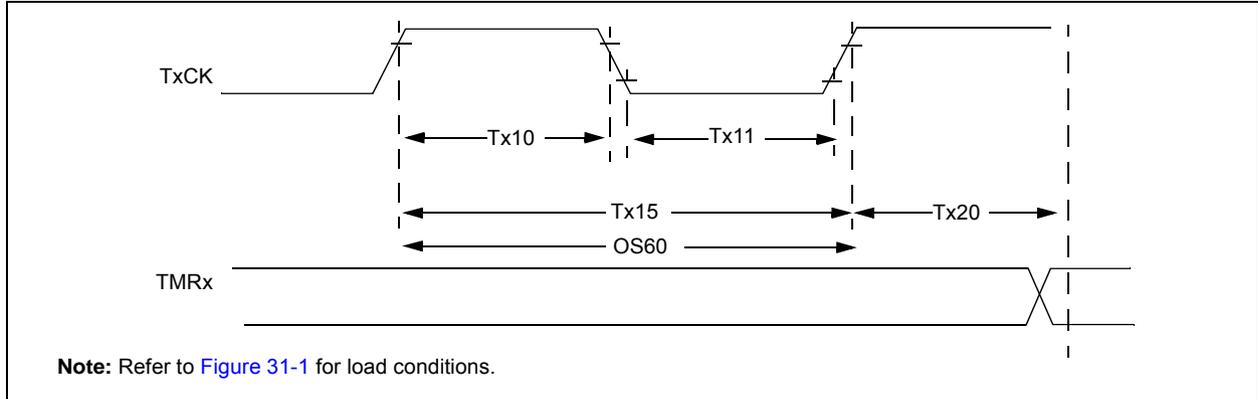 TxCK
Tx10
Tx11
Tx15
Tx20
OS60
TMRx
Note: Refer to Figure 31-1 for load conditions.